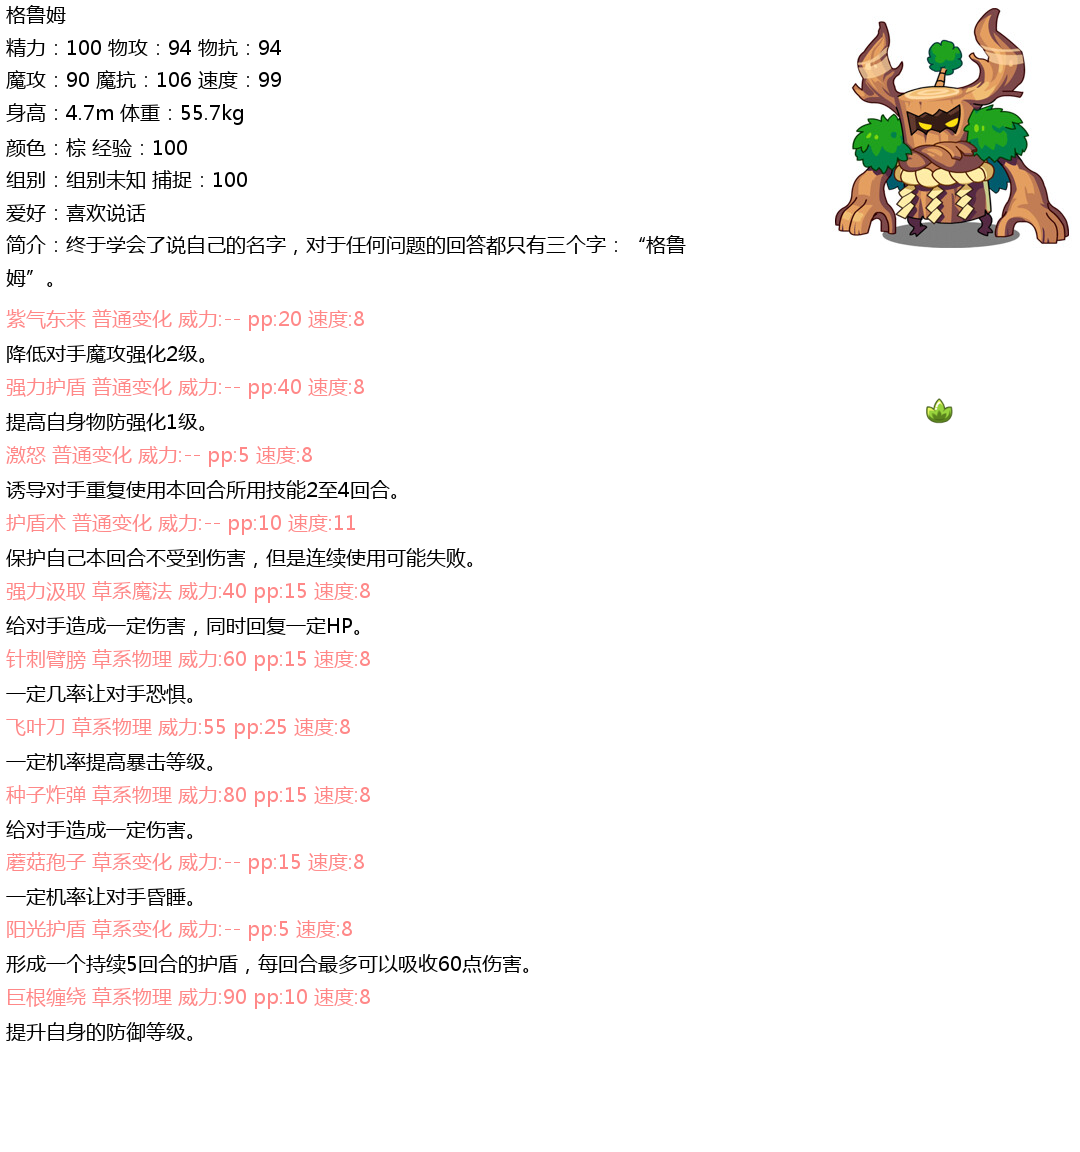 格鲁姆
精力：100 物攻：94 物抗：94
魔攻：90 魔抗：106 速度：99
身高：4.7m 体重：55.7kg
颜色：棕 经验：100
组别：组别未知 捕捉：100
爱好：喜欢说话
简介：终于学会了说自己的名字，对于任何问题的回答都只有三个字：“格鲁
姆”。
紫气东来 普通变化 威力:-- pp:20 速度:8
降低对手魔攻强化2级。
强力护盾 普通变化 威力:-- pp:40 速度:8
提高自身物防强化1级。
激怒 普通变化 威力:-- pp:5 速度:8
诱导对手重复使用本回合所用技能2至4回合。
护盾术 普通变化 威力:-- pp:10 速度:11
保护自己本回合不受到伤害，但是连续使用可能失败。
强力汲取 草系魔法 威力:40 pp:15 速度:8
给对手造成一定伤害，同时回复一定HP。
针刺臂膀 草系物理 威力:60 pp:15 速度:8
一定几率让对手恐惧。
飞叶刀 草系物理 威力:55 pp:25 速度:8
一定机率提高暴击等级。
种子炸弹 草系物理 威力:80 pp:15 速度:8
给对手造成一定伤害。
蘑菇孢子 草系变化 威力:-- pp:15 速度:8
一定机率让对手昏睡。
阳光护盾 草系变化 威力:-- pp:5 速度:8
形成一个持续5回合的护盾，每回合最多可以吸收60点伤害。
巨根缠绕 草系物理 威力:90 pp:10 速度:8
提升自身的防御等级。